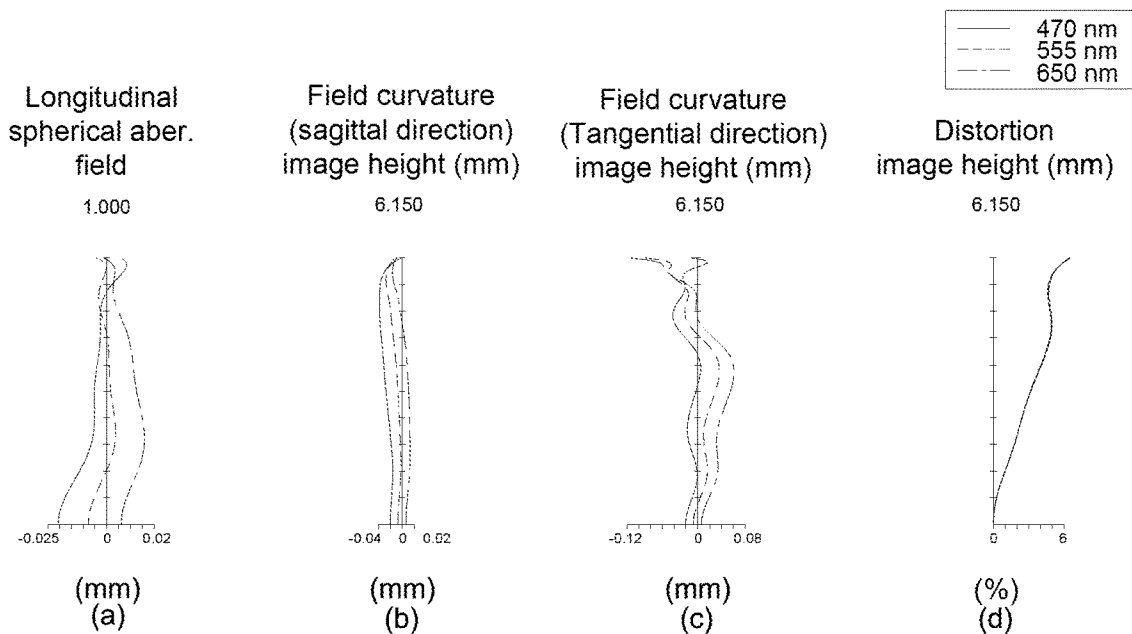 470 nm
555 nm
650 nm
Longitudinal
spherical aber.
field
1.000
-0.025
0
0.02
(mm)
(a)
Field curvature
(sagittal direction)
image height (mm)
6.150
-0.04
0
0.02
(mm)
(b)
Field curvature
(Tangential direction)
image height (mm)
6.150
-0.12
0
0.08
(mm)
(c)
Distortion
image height (mm)
6.150
0
6
(%)
(d)